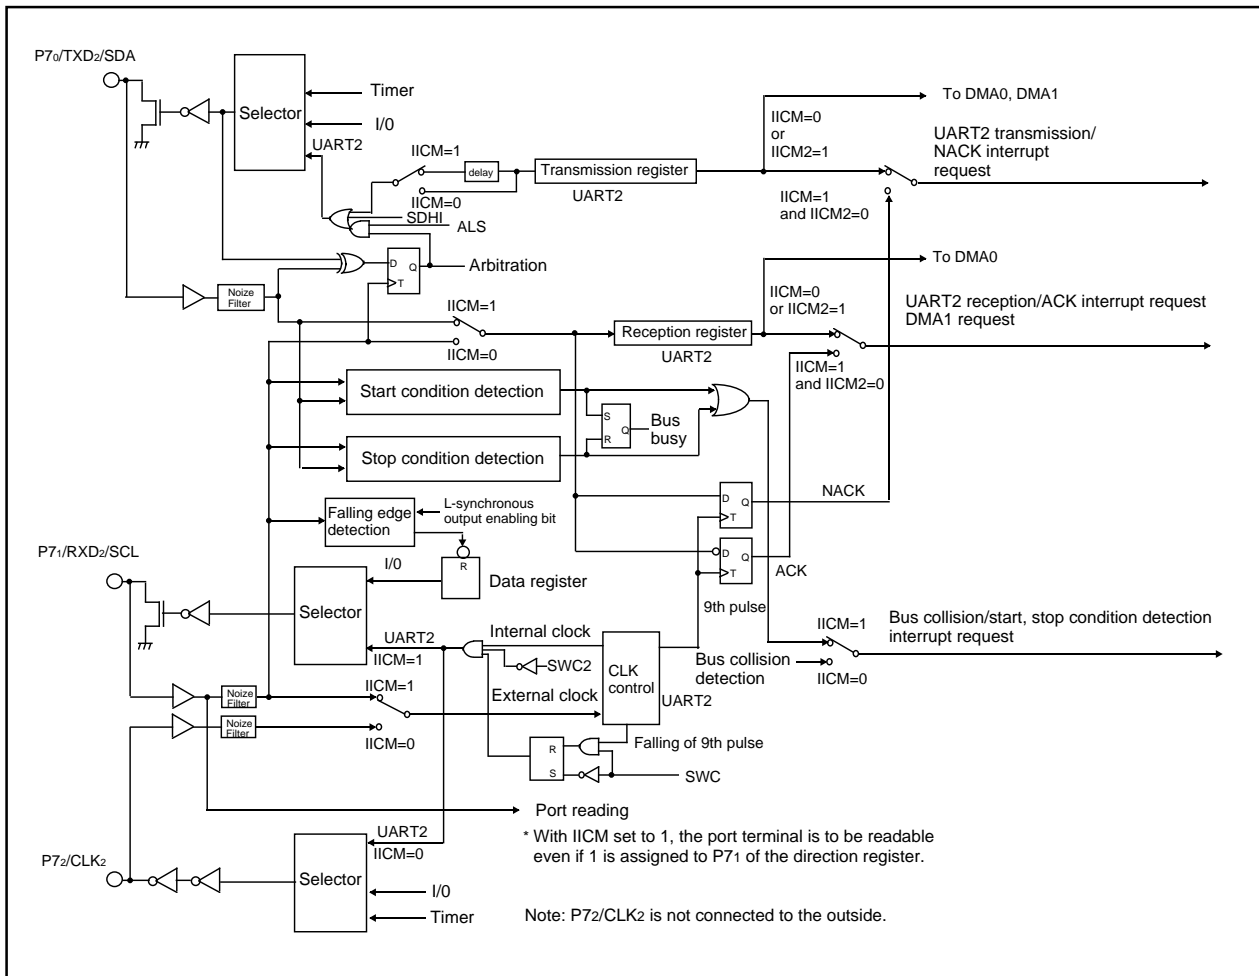 P70/TXD2/SDA
Selector
Timer
I/0
UART2
IICM=1
delay
IICM=0
SDHI
ALS
Transmission register
UART2
To DMA0, DMA1
IICM=0
or
IICM2=1
UART2 transmission/
NACK interrupt
request
IICM=1
and IICM2=0
D
Q
T
Arbitration
Noize
Filter
To DMA0
IICM=1
IICM=0
Reception register
UART2
IICM=0
or IICM2=1
UART2 reception/ACK interrupt request
DMA1 request
IICM=1
and IICM2=0
Start condition detection
S
Q
R
Bus
busy
Stop condition detection
D
Q
T
NACK
Falling edge
detection
L-synchronous
output enabling bit
D
Q
T
ACK
P71/RXD2/SCL
I/0
R
Data register
Selector
9th pulse
UART2
IICM=1
Internal clock
SWC2
CLK
control
UART2
Bus collision
detection
IICM=1
IICM=0
Bus collision/start, stop condition detection
interrupt request
Noize
Filter
IICM=1
External clock
Noize
Filter
IICM=0
R
S
Falling of 9th pulse
SWC
Port reading
* With IICM set to 1, the port terminal is to be readable
even if 1 is assigned to P71 of the direction register.
P72/CLK2
Selector
UART2
IICM=0
I/0
Timer
Note: P72/CLK2 is not connected to the outside.